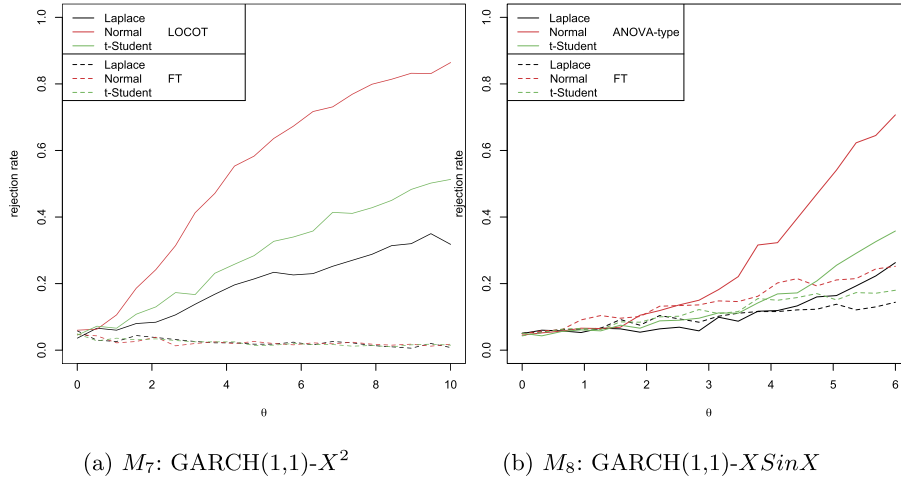 1.0
0.8
0.6
0.4
0.2
0.0
rejection rate
Laplace
Normal LOCOT
t-Student
Laplace
Normal FT
t-Student
0 2 4 6 8 10
θ
(a) M₇: GARCH(1,1)-X²
1.0
0.8
0.6
0.4
0.2
0.0
rejection rate
Laplace
Normal ANOVA-type
t-Student
Laplace
Normal FT
t-Student
0 1 2 3 4 5 6
θ
(b) M₈: GARCH(1,1)-XSinX